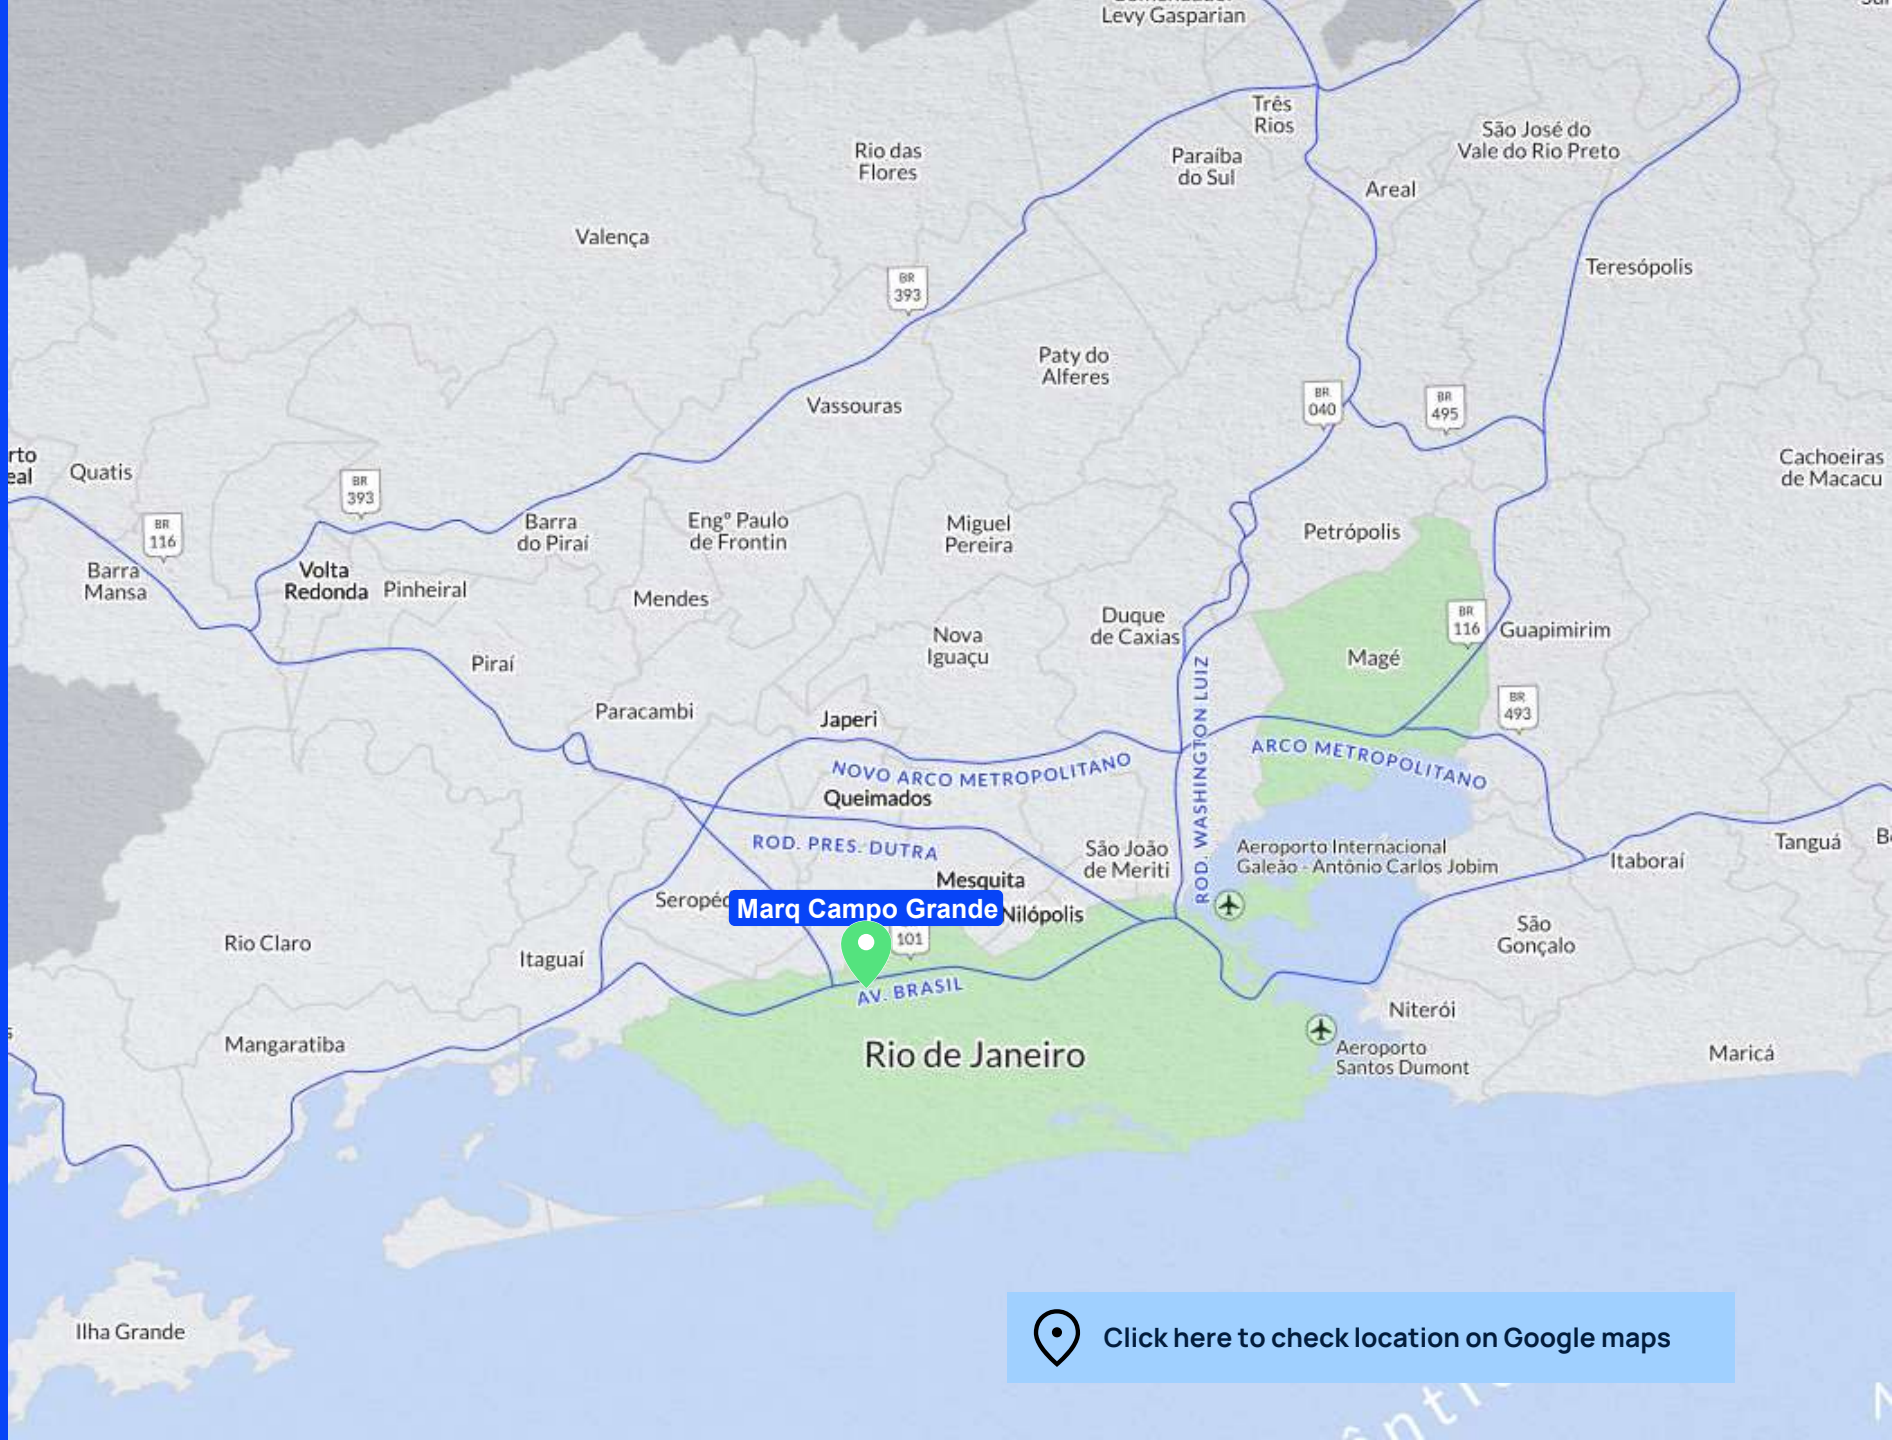 Levy Gasparian
Três
Rios
São José do
Vale do Rio Preto
Rio das
Flores
Paraíba
do Sul
Areal
Valença
Teresópolis
BR
393
Paty do
Alferes
Vassouras
BR
040
BR
495
rto
eal
Quatis
Cachoeiras
de Macacu
BR
393
BR
116
Barra
do Piraí
Engº Paulo
de Frontin
Miguel
Pereira
Petrópolis
Barra
Mansa
Volta
Redonda
Pinheiral
Mendes
Duque
de Caxias
BR
116
Guapimirim
Nova
Iguaçu
Magé
Piraí
Paracambi
Japeri
BR
493
ROD. WASHINGTON LUIZ
NOVO ARCO METROPOLITANO
ARCO METROPOLITANO
Queimados
ROD. PRES. DUTRA
São João
de Meriti
Aeroporto Internacional
Galeão - Antônio Carlos Jobim
Itaboraí
Tanguá
B
Mesquita
Seropéd
Marq Campo Grande
Nilópolis
101
Rio Claro
Itaguaí
São
Gonçalo
AV. BRASIL
Niterói
Mangaratiba
Rio de Janeiro
Aeroporto
Santos Dumont
Maricá
Ilha Grande
Click here to check location on Google maps
ânti